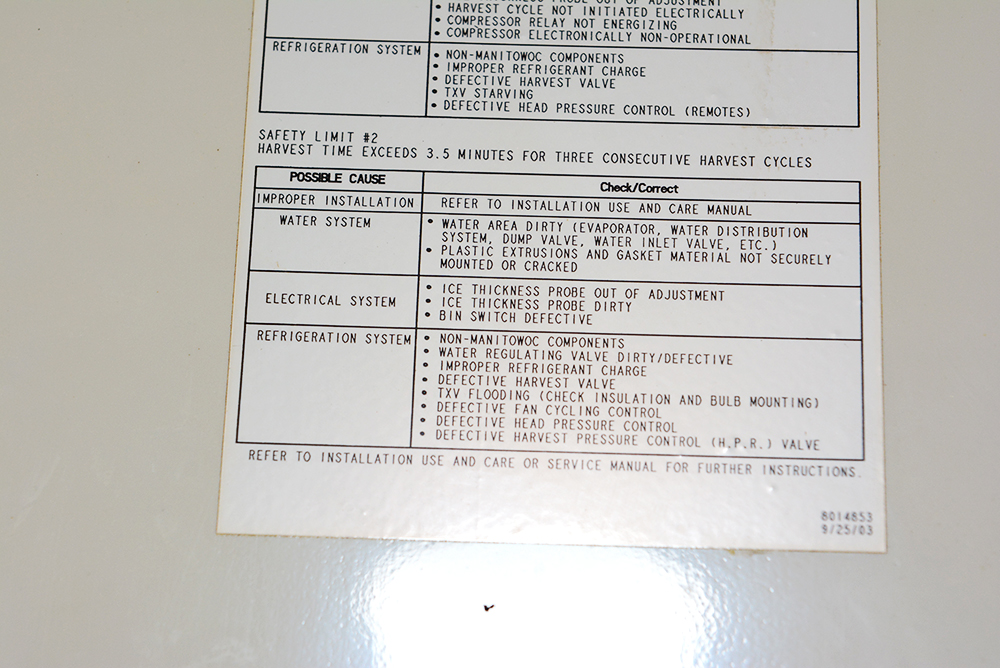 PROBE OUT OF ADJUSTMENT
• HARVEST CYCLE NOT INITIATED ELECTRICALLY
• COMPRESSOR RELAY NOT ENERGIZING
• COMPRESSOR ELECTRONICALLY NON-OPERATIONAL
REFRIGERATION SYSTEM
• NON-MANITOWOC COMPONENTS
• IMPROPER REFRIGERANT CHARGE
• DEFECTIVE HARVEST VALVE
• TXV STARVING
• DEFECTIVE HEAD PRESSURE CONTROL (REMOTES)
SAFETY LIMIT #2
HARVEST TIME EXCEEDS 3.5 MINUTES FOR THREE CONSECUTIVE HARVEST CYCLES
POSSIBLE CAUSE Check/Correct
IMPROPER INSTALLATION REFER TO INSTALLATION USE AND CARE MANUAL
WATER SYSTEM
• WATER AREA DIRTY (EVAPORATOR, WATER DISTRIBUTION
SYSTEM, DUMP VALVE, WATER INLET VALVE, ETC.)
• PLASTIC EXTRUSIONS AND GASKET MATERIAL NOT SECURELY
MOUNTED OR CRACKED
ELECTRICAL SYSTEM
• ICE THICKNESS PROBE OUT OF ADJUSTMENT
• ICE THICKNESS PROBE DIRTY
• BIN SWITCH DEFECTIVE
REFRIGERATION SYSTEM
• NON-MANITOWOC COMPONENTS
• WATER REGULATING VALVE DIRTY/DEFECTIVE
• IMPROPER REFRIGERANT CHARGE
• DEFECTIVE HARVEST VALVE
• TXV FLOODING (CHECK INSULATION AND BULB MOUNTING)
• DEFECTIVE FAN CYCLING CONTROL
• DEFECTIVE HEAD PRESSURE CONTROL
• DEFECTIVE HARVEST PRESSURE CONTROL (H.P.R.) VALVE
REFER TO INSTALLATION USE AND CARE OR SERVICE MANUAL FOR FURTHER INSTRUCTIONS.
8014853
9/25/03